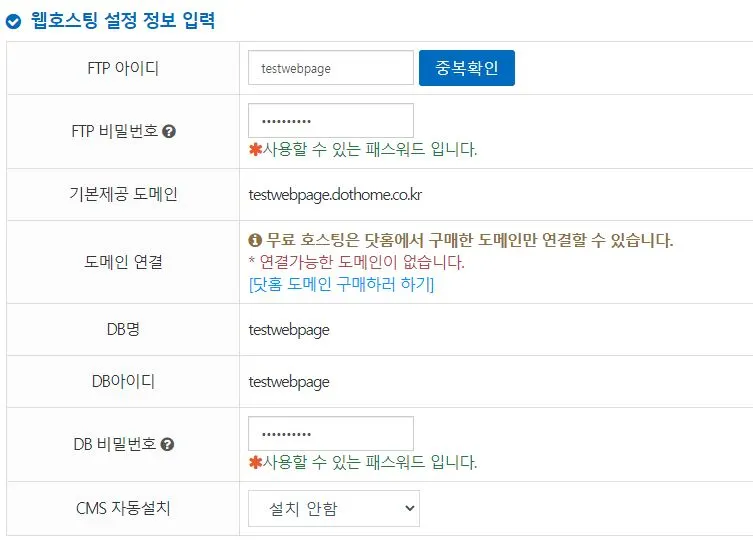 웹호스팅 설정 정보 입력
FTP 아이디
testwebpage
중복확인
FTP 비밀번호
••••••••••
✱사용할 수 있는 패스워드 입니다.
기본제공 도메인
testwebpage.dothome.co.kr
도메인 연결
무료 호스팅은 닷홈에서 구매한 도메인만 연결할 수 있습니다.
* 연결가능한 도메인이 없습니다.
[닷홈 도메인 구매하러 하기]
DB명
testwebpage
DB아이디
testwebpage
DB 비밀번호
••••••••••
✱사용할 수 있는 패스워드 입니다.
CMS 자동설치
설치 안함